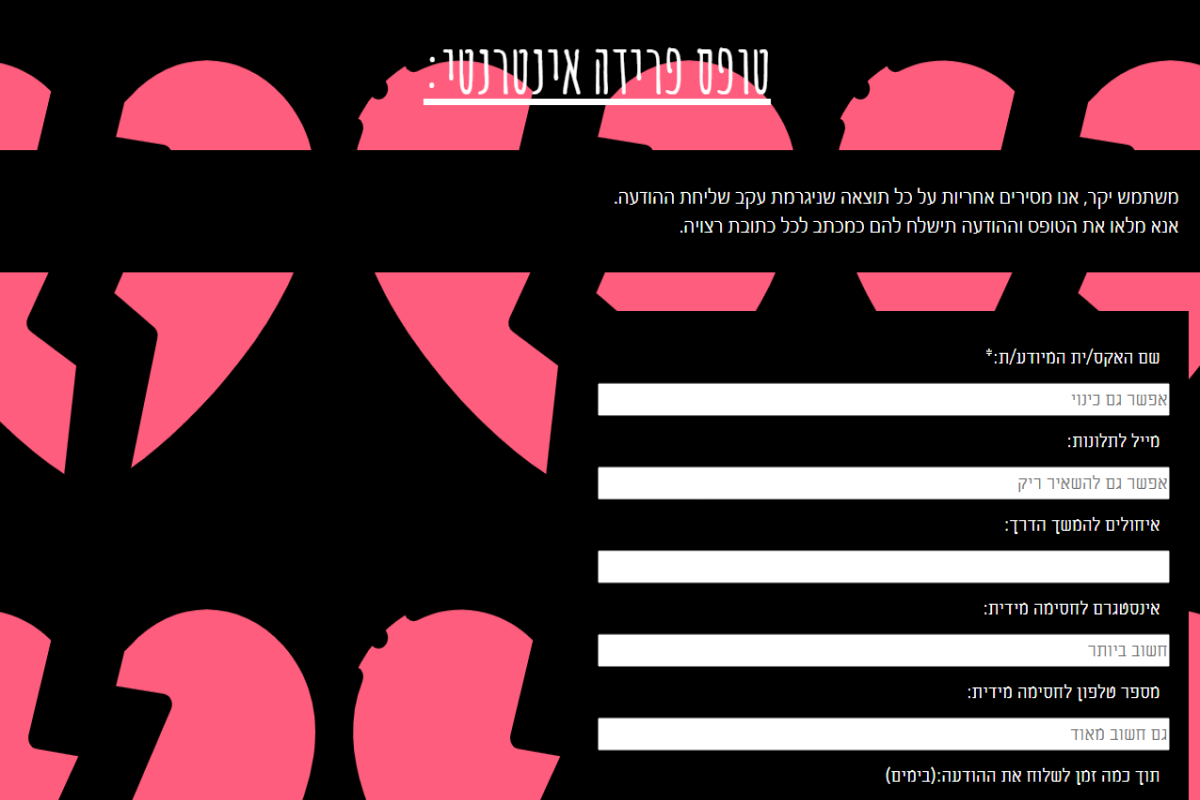 טופס פרידה אינטרנטי:
משתמש יקר, אנו מסירים אחריות על כל תוצאה שניגרמת עקב שליחת ההודעה.
אנא מלאו את הטופס וההודעה תישלח להם כמכתב לכל כתובת רצויה.
שם האקס/ית המיודע/ת:*
אפשר גם כינוי
מייל לתלונות:
אפשר גם להשאיר ריק
איחולים להמשך הדרך:
אינסטגרם לחסימה מידית:
חשוב ביותר
מספר טלפון לחסימה מידית:
גם חשוב מאוד
תוך כמה זמן לשלוח את ההודעה:(בימים)